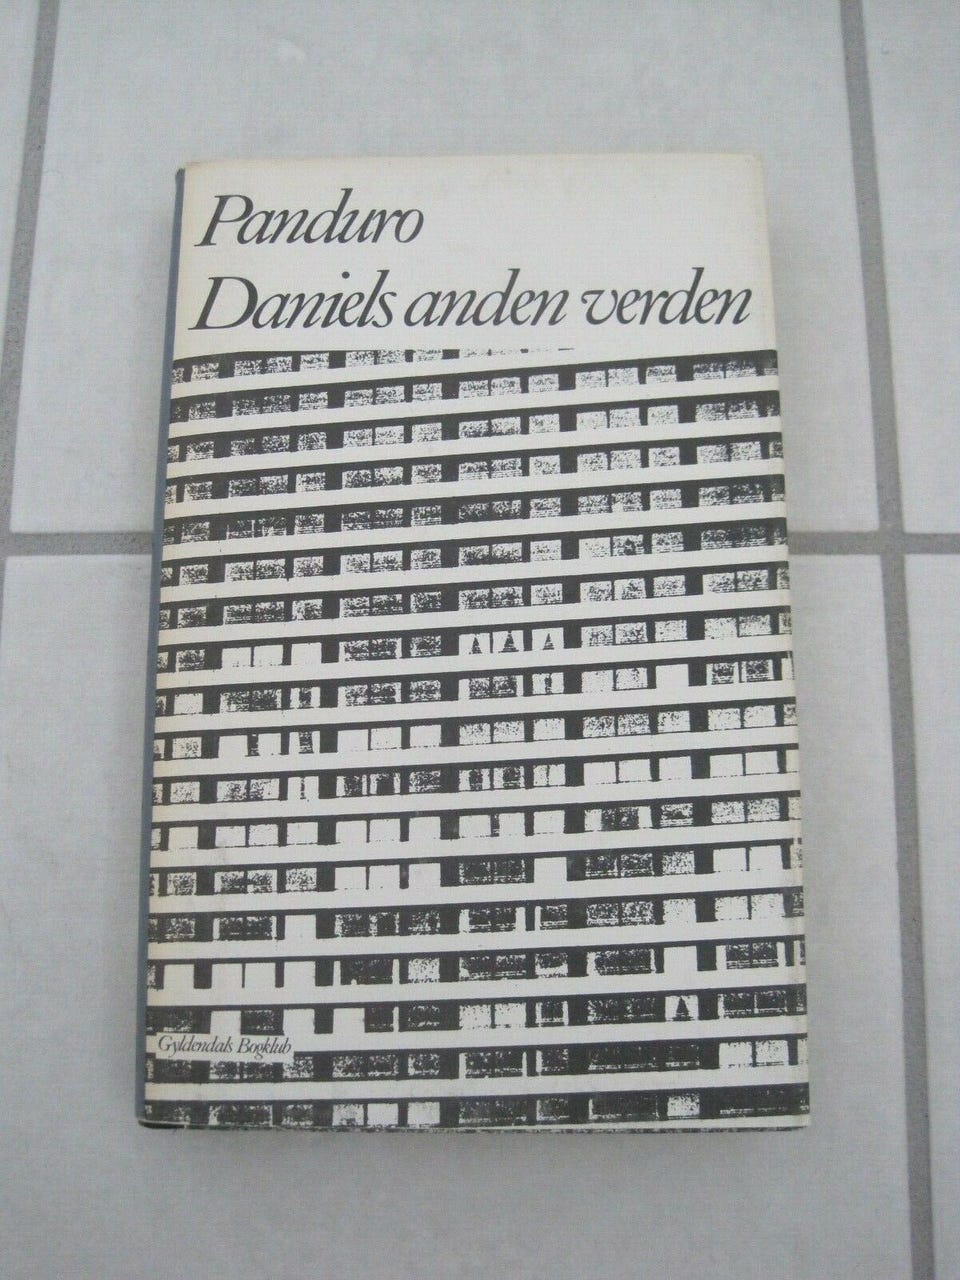 Panduro
Daniels anden verden
Gyldendals Bogklub